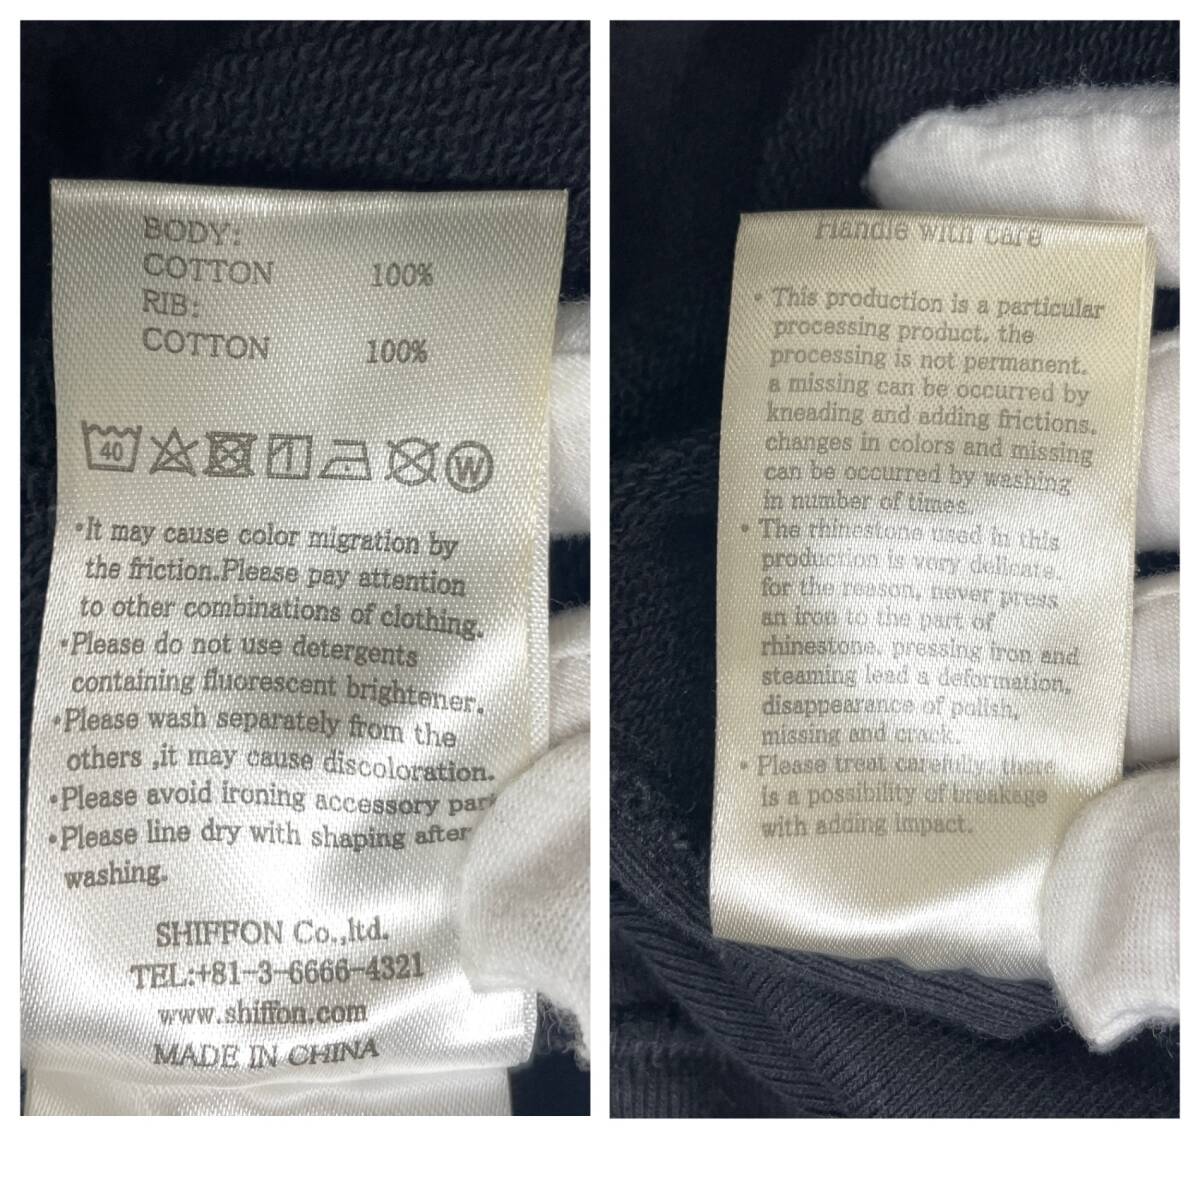 BODY:
COTTON 100%
RIB:
COTTON 100%
40 W
•It may cause color migration by
the friction.Please pay attention
to other combinations of clothing.
•Please do not use detergents
containing fluorescent brightener.
•Please wash separately from the
others ,it may cause discoloration.
•Please avoid ironing accessory part
•Please line dry with shaping after
washing.
SHIFFON Co.,ltd.
TEL:+81-3-6666-4321
www.shiffon.com
MADE IN CHINA
Handle with care
• This production is a particular
processing product, the
processing is not permanent.
a missing can be occurred by
kneading and adding frictions.
changes in colors and missing
can be occurred by washing
in number of times.
• The rhinestone used in this
production is very delicate.
for the reason, never press
an iron to the part of
rhinestone. pressing iron and
steaming lead a deformation,
disappearance of polish,
missing and crack.
• Please treat carefully, there
is a possibility of breakage
with adding impact.